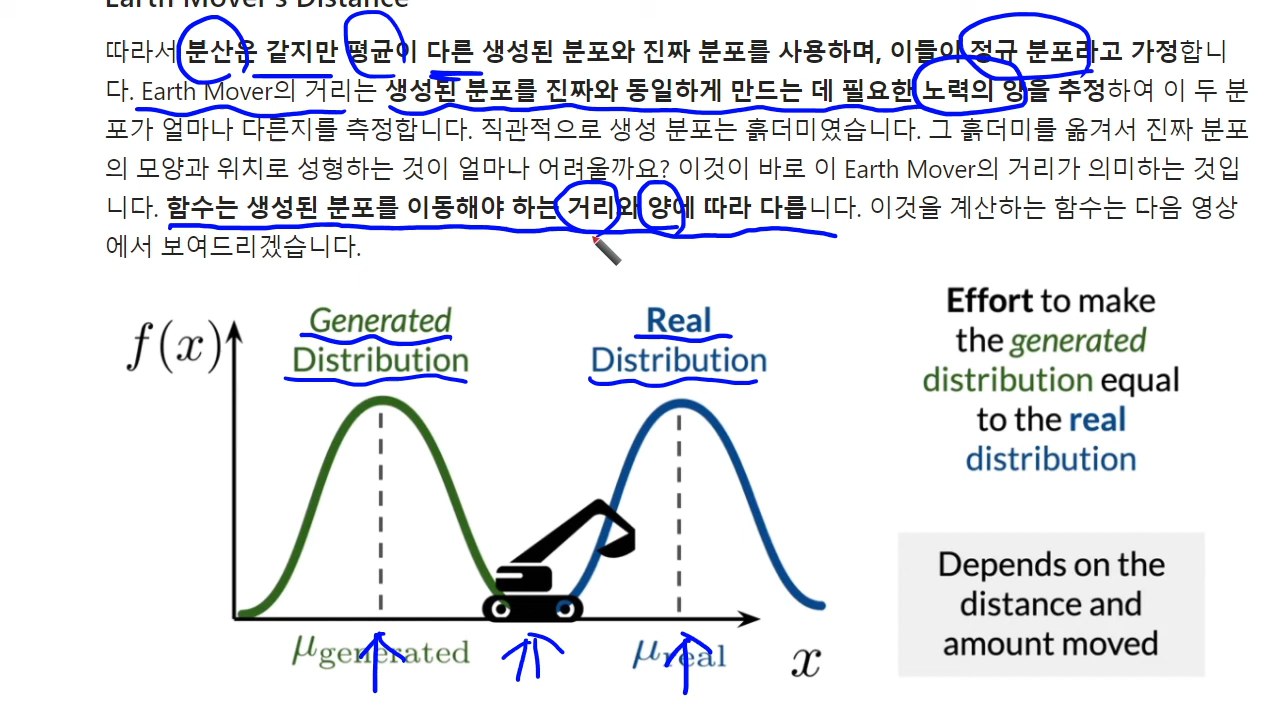 Earth Mover's Distance
따라서 분산은 같지만 평균이 다른 생성된 분포와 진짜 분포를 사용하며, 이들이 정규 분포라고 가정합니
다. Earth Mover의 거리는 생성된 분포를 진짜와 동일하게 만드는 데 필요한 노력의 양을 추정하여 이 두 분
포가 얼마나 다른지를 측정합니다. 직관적으로 생성 분포는 흙더미였습니다. 그 흙더미를 옮겨서 진짜 분포
의 모양과 위치로 성형하는 것이 얼마나 어려울까요? 이것이 바로 이 Earth Mover의 거리가 의미하는 것입
니다. 함수는 생성된 분포를 이동해야 하는 거리와 양에 따라 다릅니다. 이것을 계산하는 함수는 다음 영상
에서 보여드리겠습니다.
f(x)
Generated
Distribution
Real
Distribution
μgenerated
μreal
x
Effort to make
the generated
distribution equal
to the real
distribution
Depends on the
distance and
amount moved